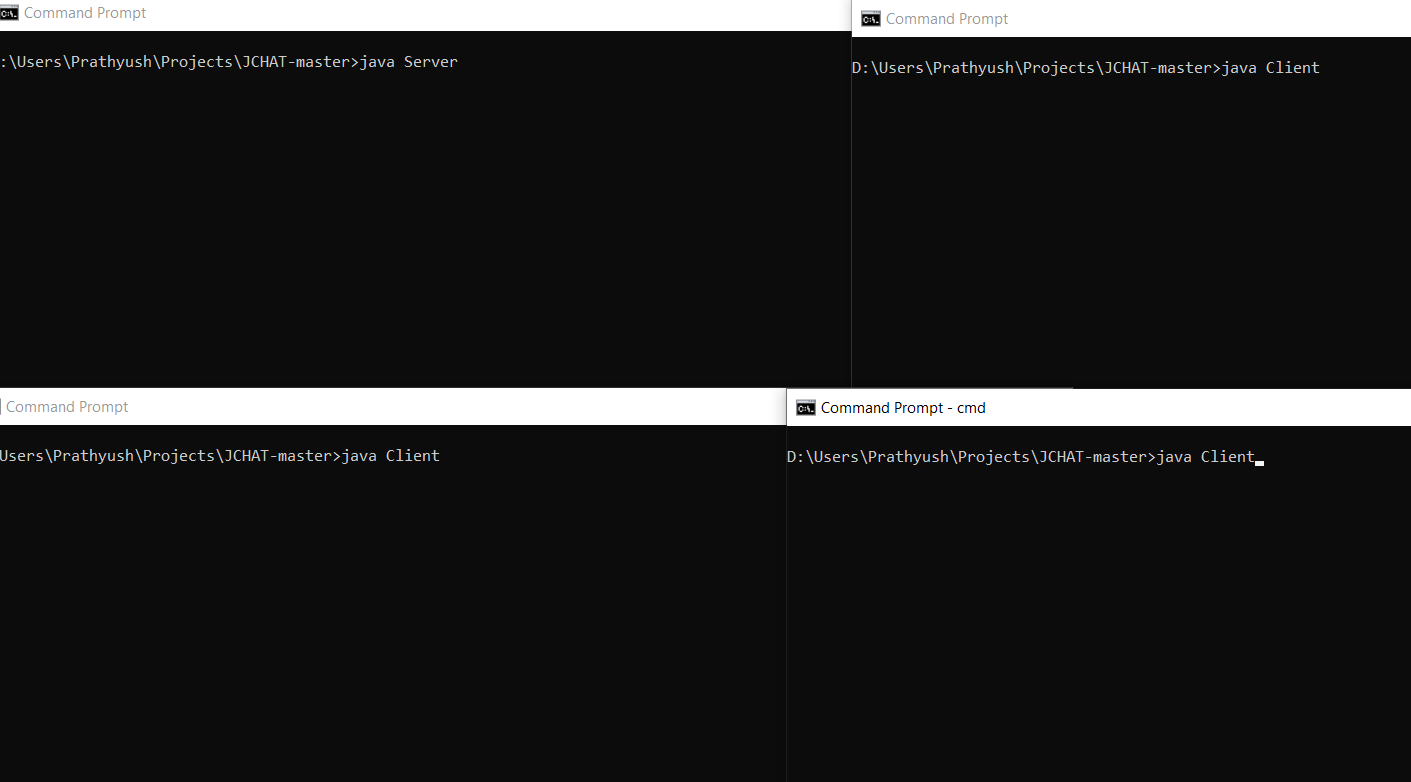 Command Prompt
:\Users\Prathyush\Projects\JCHAT-master>java Server
Command Prompt
D:\Users\Prathyush\Projects\JCHAT-master>java Client
Command Prompt
Users\Prathyush\Projects\JCHAT-master>java Client
Command Prompt - cmd
D:\Users\Prathyush\Projects\JCHAT-master>java Client